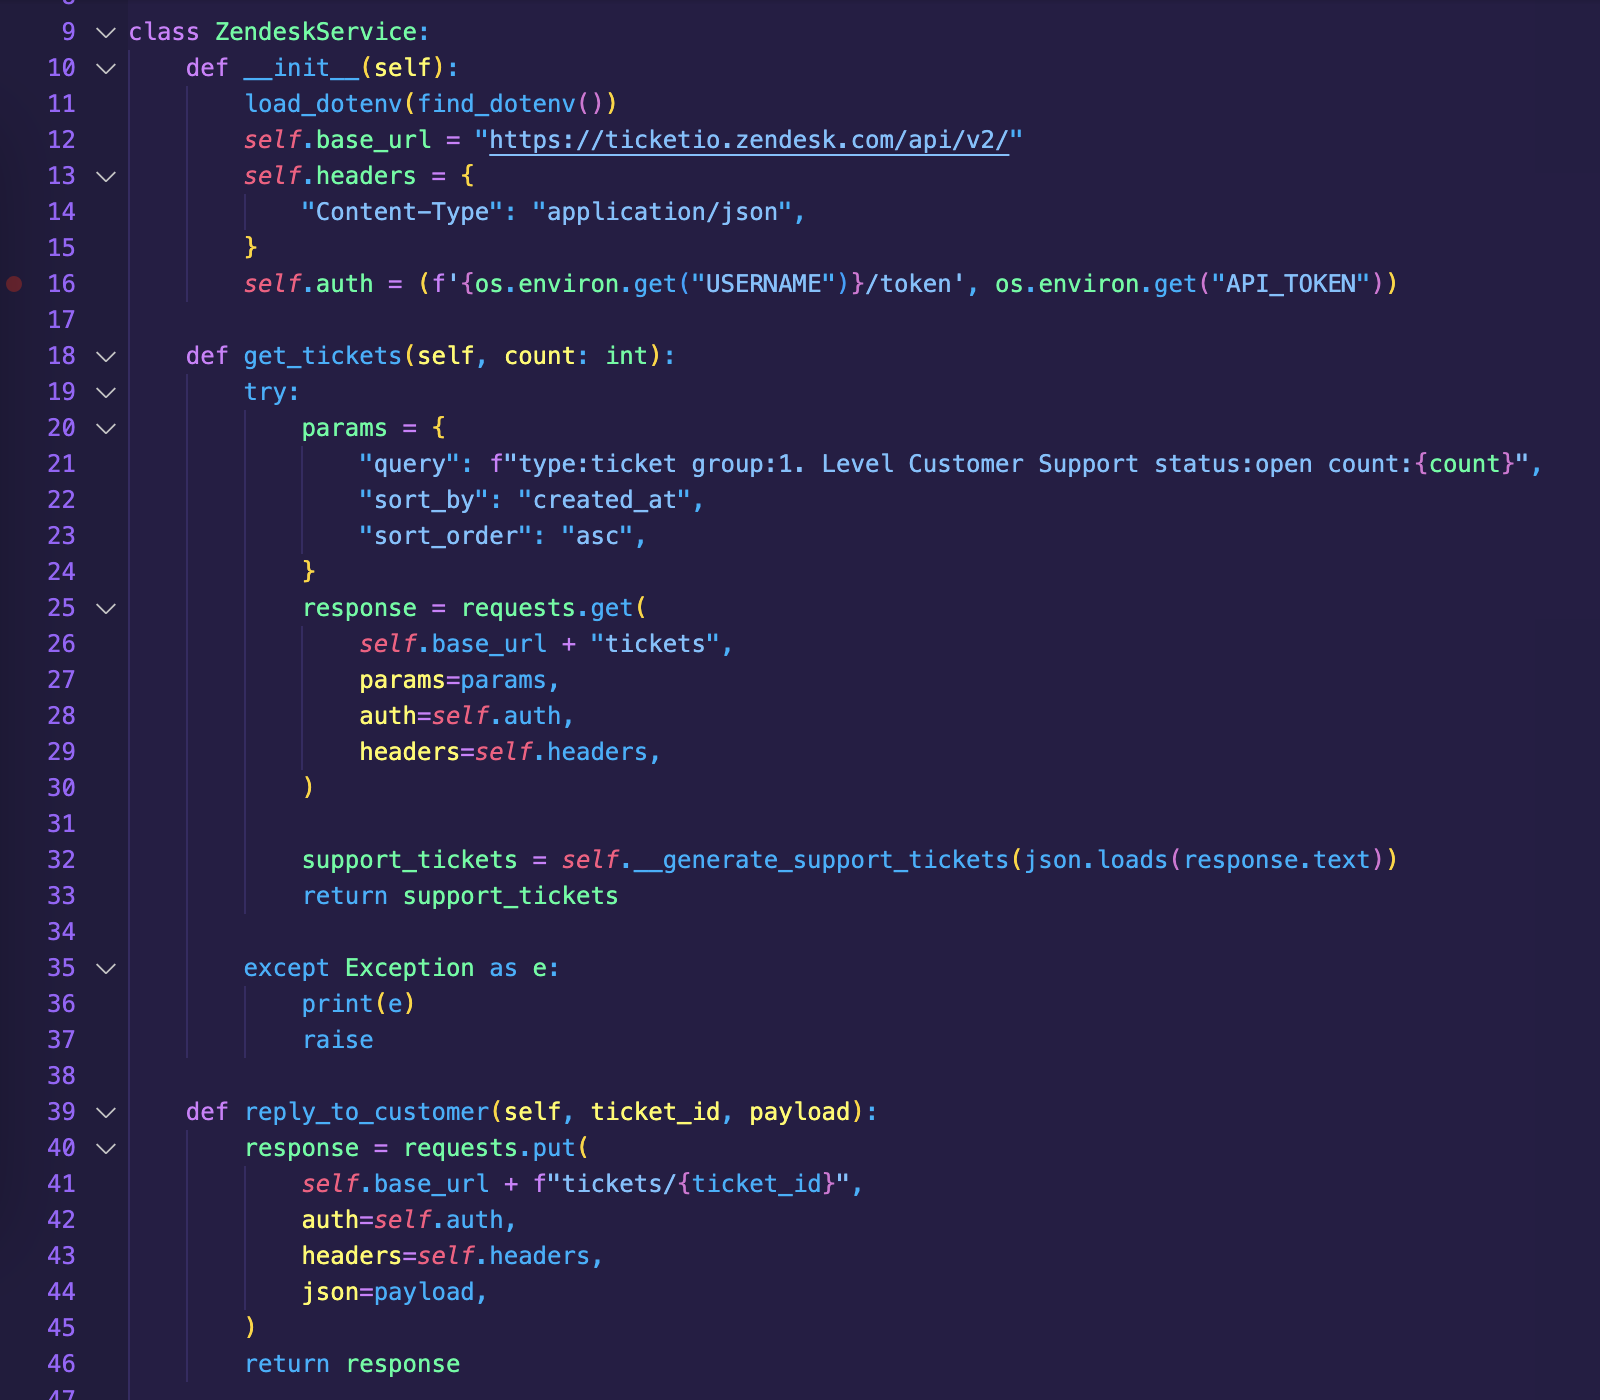 9 class ZendeskService:
10     def __init__(self):
11         load_dotenv(find_dotenv())
12         self.base_url = "https://ticketio.zendesk.com/api/v2/"
13         self.headers = {
14             "Content-Type": "application/json",
15         }
16         self.auth = (f'{os.environ.get("USERNAME")}/token', os.environ.get("API_TOKEN"))
17
18     def get_tickets(self, count: int):
19         try:
20             params = {
21                 "query": f"type:ticket group:1. Level Customer Support status:open count:{count}",
22                 "sort_by": "created_at",
23                 "sort_order": "asc",
24             }
25             response = requests.get(
26                 self.base_url + "tickets",
27                 params=params,
28                 auth=self.auth,
29                 headers=self.headers,
30             )
31
32             support_tickets = self.__generate_support_tickets(json.loads(response.text))
33             return support_tickets
34
35         except Exception as e:
36             print(e)
37             raise
38
39     def reply_to_customer(self, ticket_id, payload):
40         response = requests.put(
41             self.base_url + f"tickets/{ticket_id}",
42             auth=self.auth,
43             headers=self.headers,
44             json=payload,
45         )
46         return response
47